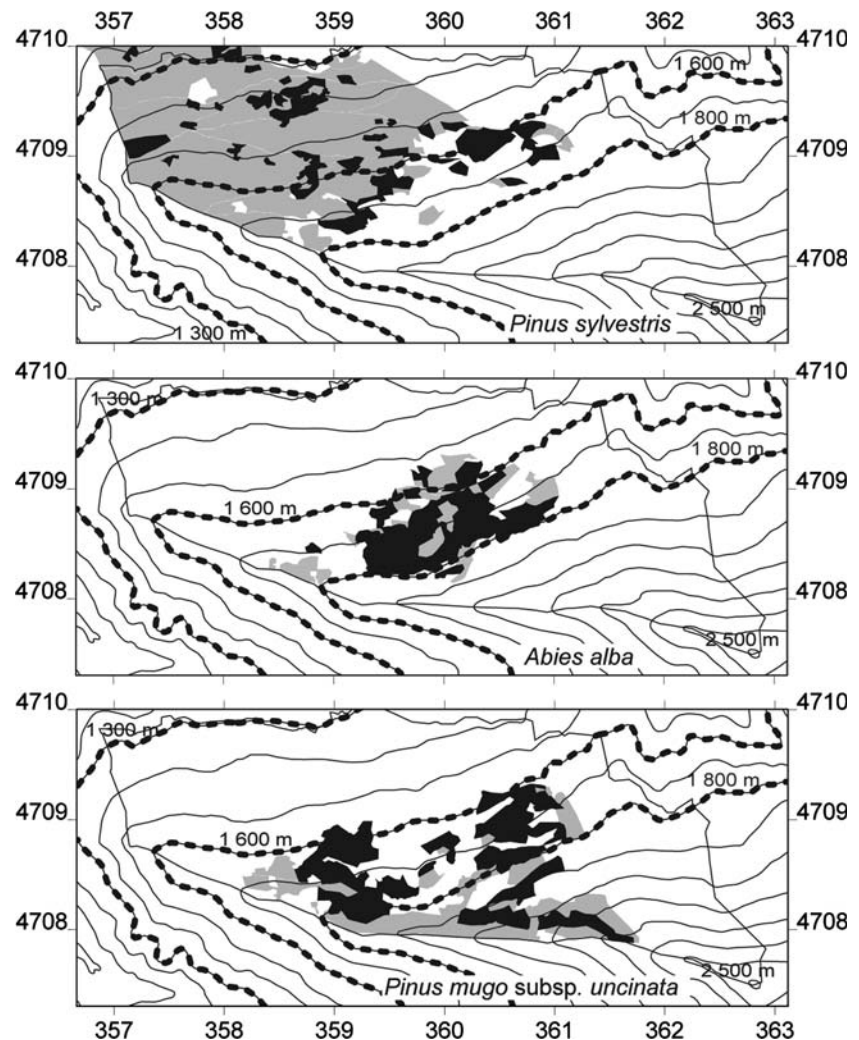 357 358 359 360 361 362 363
4710 4710
1 600 m
1 800 m
4709 4709
4708 4708
2 500 m
1 300 m
Pinus sylvestris
4710 4710
1 300 m
1 800 m
4709 4709
1 600 m
4708 4708
2 500 m
Abies alba
4710 4710
1 300 m
1 800 m
4709 4709
1 600 m
4708 4708
2 500 m
Pinus mugo subsp. uncinata
357 358 359 360 361 362 363